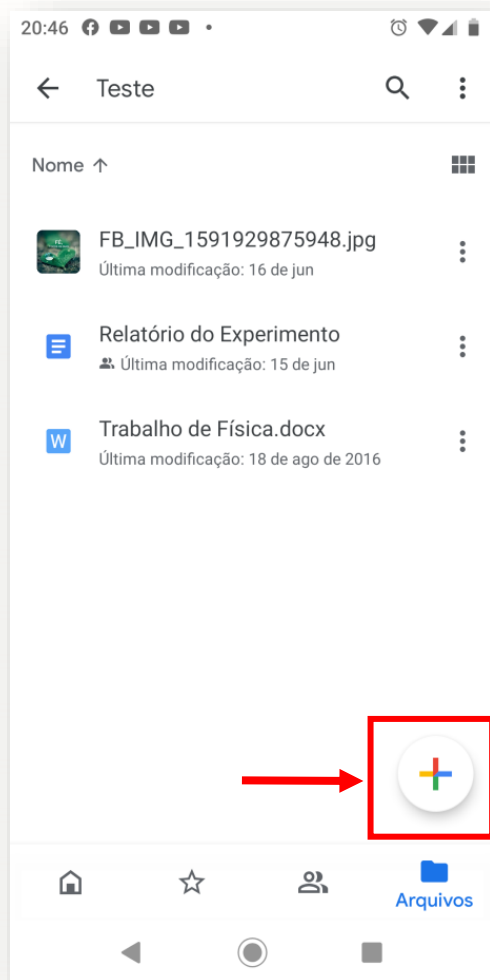 20:46
Teste
Nome
FB_IMG_1591929875948.jpg
Última modificação: 16 de jun
Relatório do Experimento
Última modificação: 15 de jun
W
Trabalho de Física.docx
Última modificação: 18 de ago de 2016
Arquivos